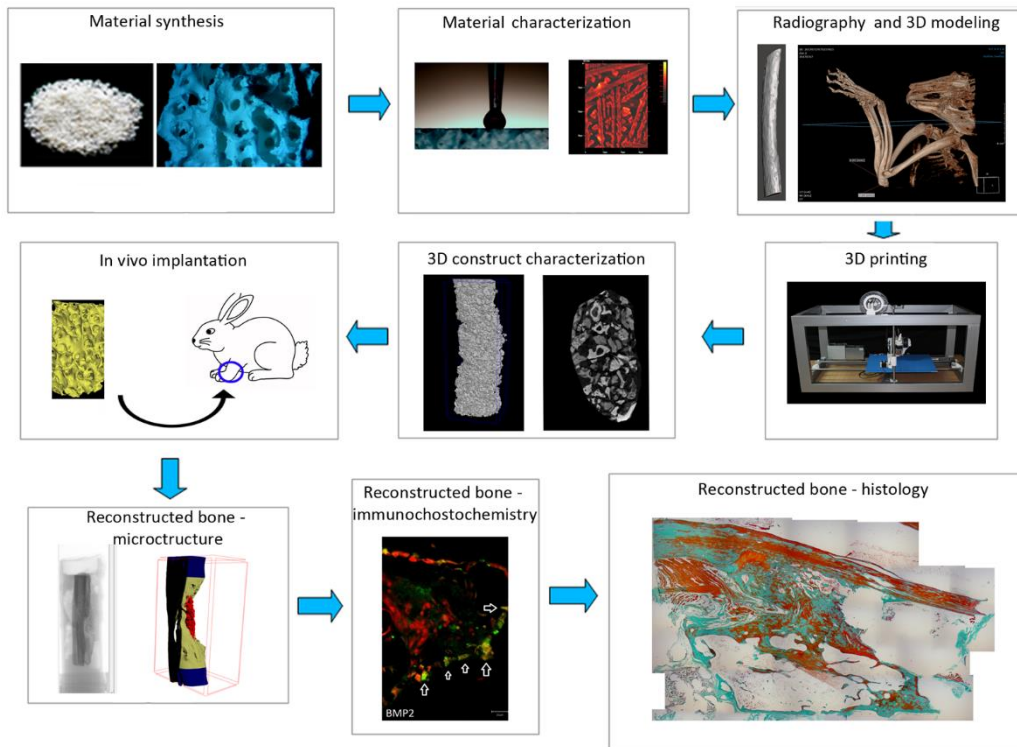 Material synthesis
Material characterization
Radiography and 3D modeling
In vivo implantation
3D construct characterization
3D printing
Reconstructed bone -
microctructure
Reconstructed bone -
immunochostochemistry
BMP2
Reconstructed bone - histology